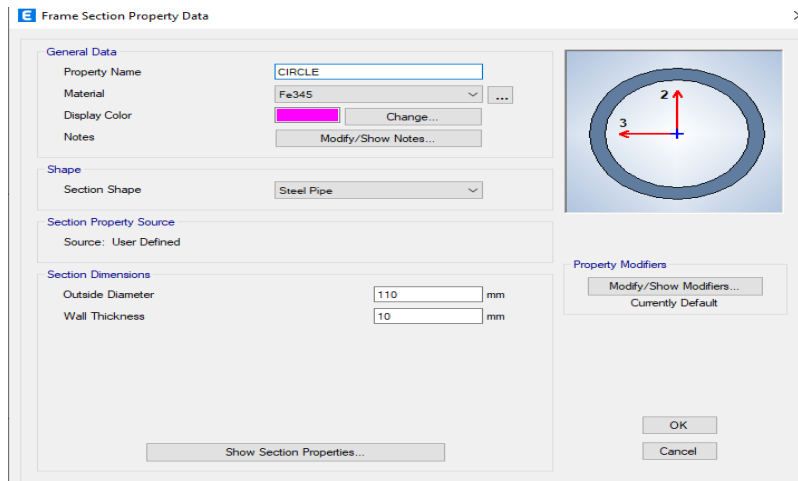 E Frame Section Property Data
General Data
Property Name CIRCLE
Material Fe345 ...
Display Color Change...
Notes Modify/Show Notes...
Shape
Section Shape Steel Pipe
Section Property Source
Source: User Defined
Section Dimensions
Outside Diameter 110 mm
Wall Thickness 10 mm
Show Section Properties...
2
3
Property Modifiers
Modify/Show Modifiers...
Currently Default
OK
Cancel